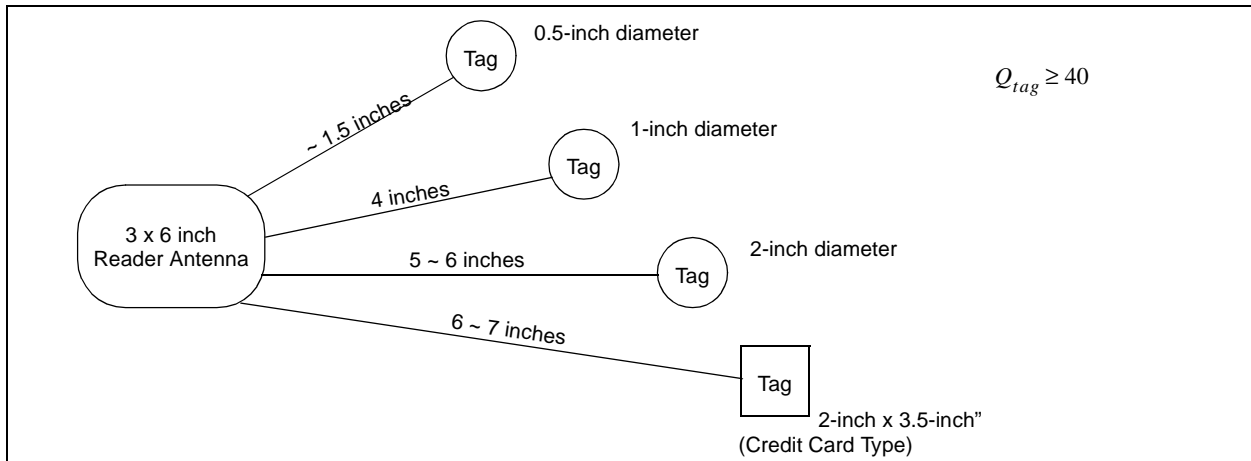 0.5-inch diameter
Tag
Q_tag ≥ 40
~ 1.5 inches
1-inch diameter
Tag
4 inches
3 x 6 inch
Reader Antenna
2-inch diameter
5 ~ 6 inches
Tag
6 ~ 7 inches
Tag
2-inch x 3.5-inch”
(Credit Card Type)